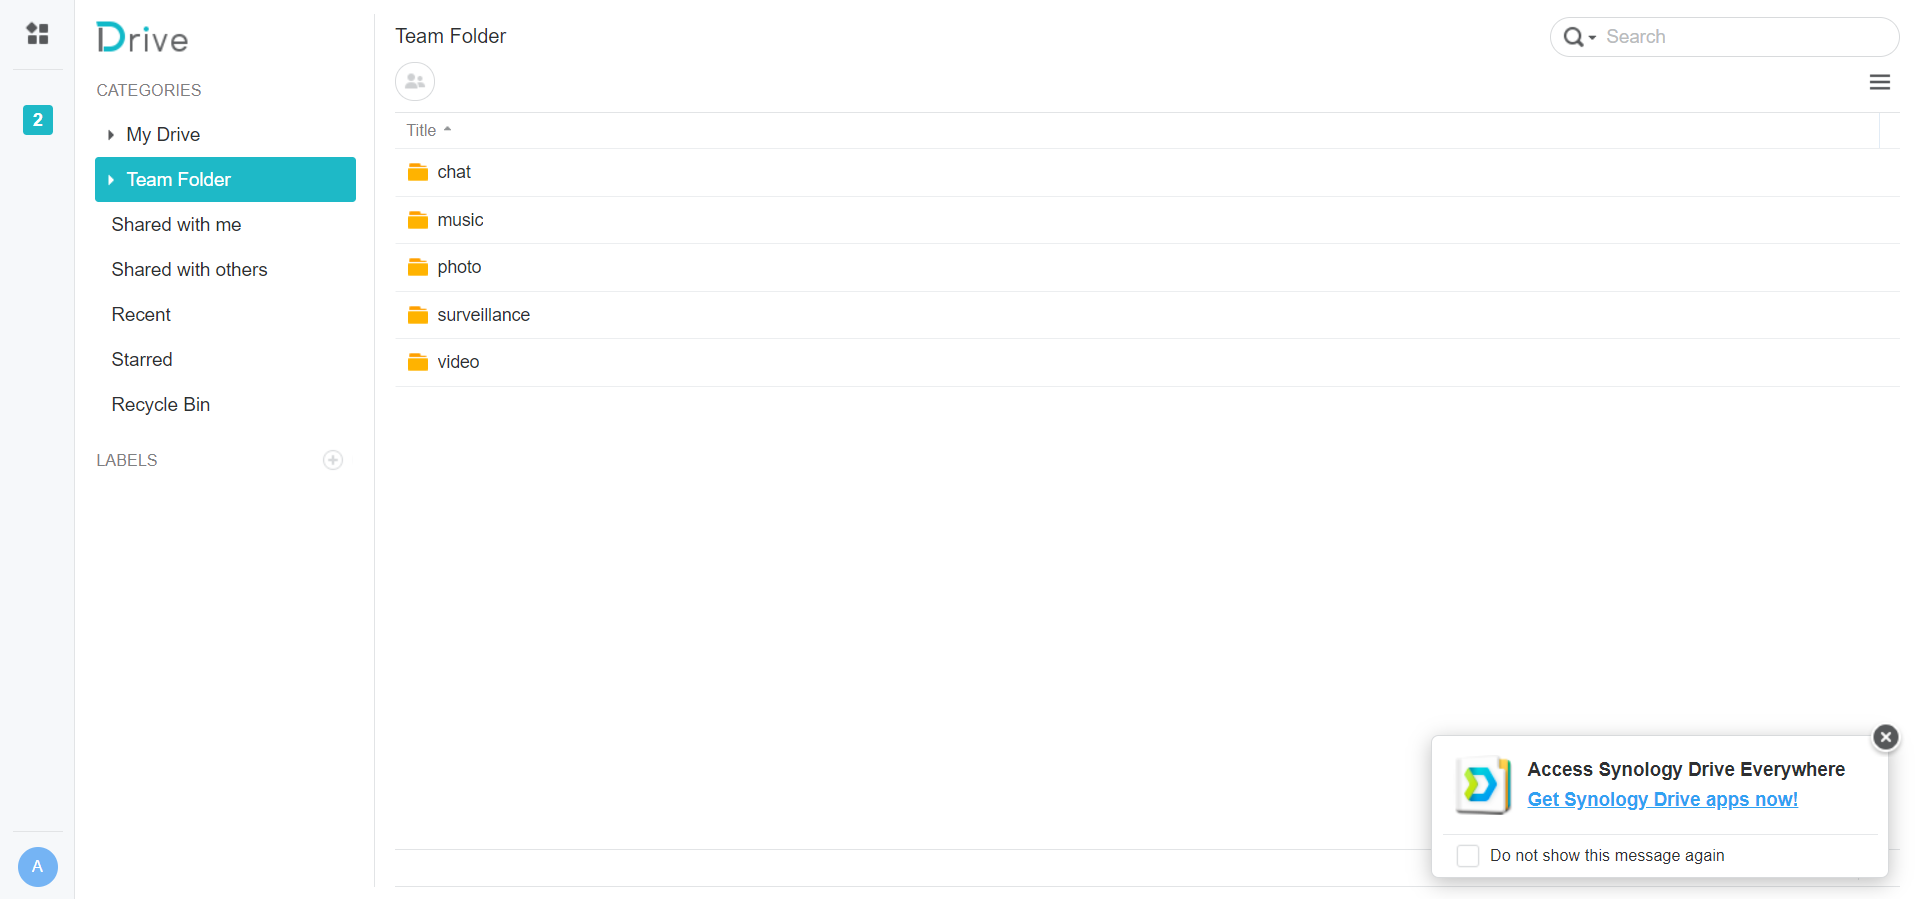 Drive
CATEGORIES
2
My Drive
Team Folder
Shared with me
Shared with others
Recent
Starred
Recycle Bin
LABELS
A
Team Folder
Search
Title
chat
music
photo
surveillance
video
Access Synology Drive Everywhere
Get Synology Drive apps now!
Do not show this message again